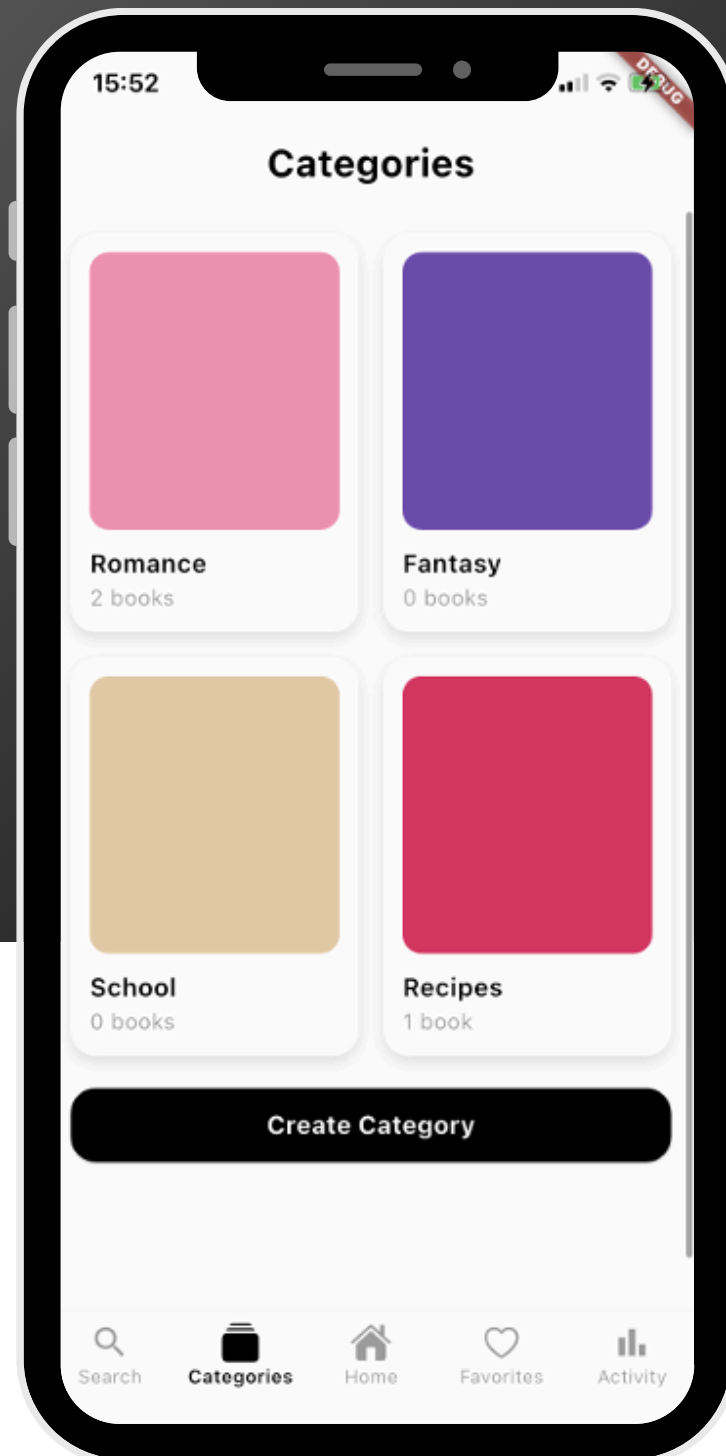 15:52
DEBUG
Categories
Romance
2 books
Fantasy
0 books
School
0 books
Recipes
1 book
Create Category
Search
Categories
Home
Favorites
Activity